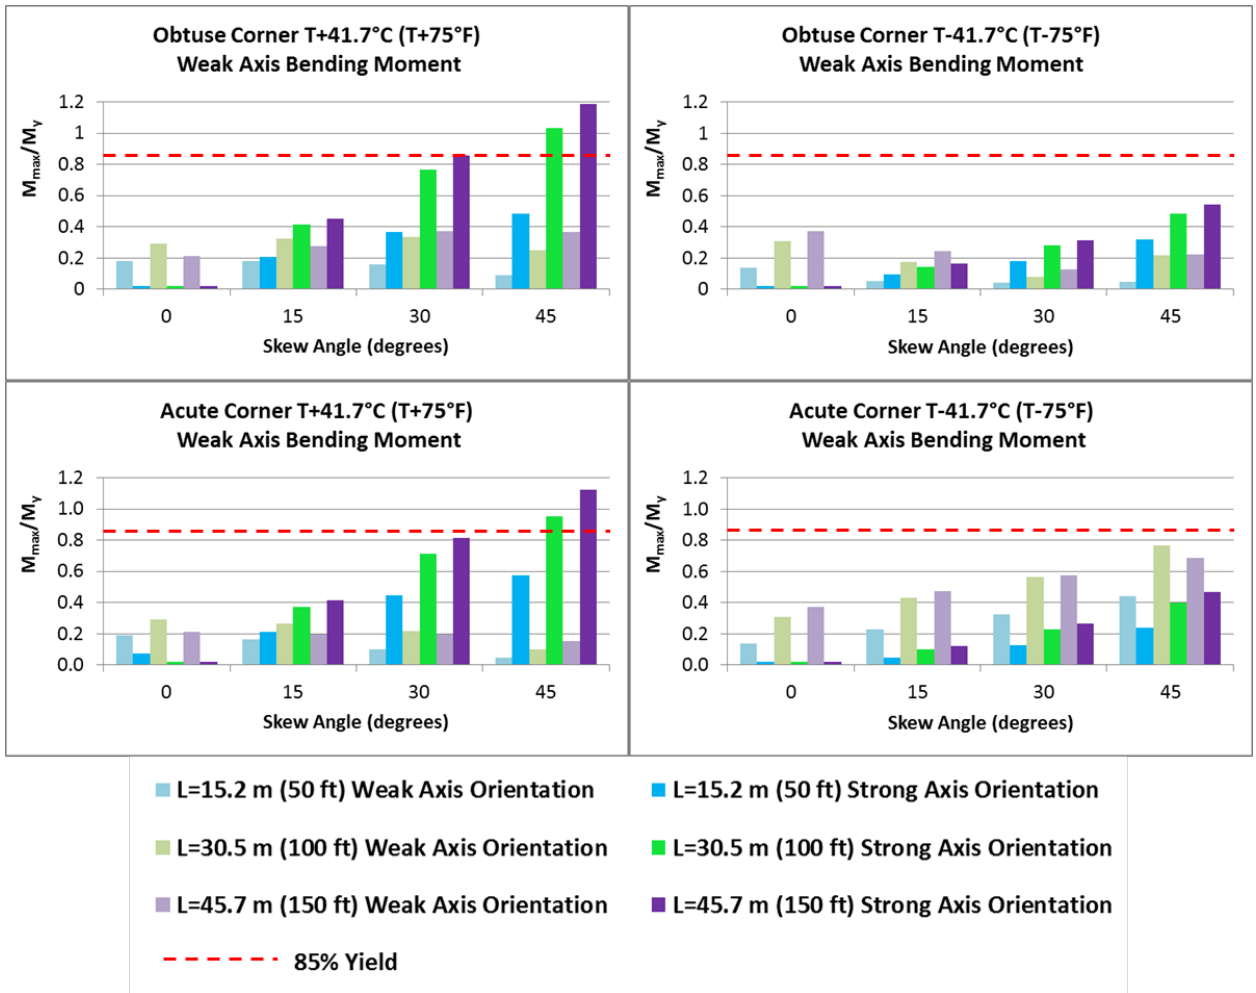 Obtuse Corner T+41.7°C (T+75°F)
Weak Axis Bending Moment
Mmax/My
1.2
1
0.8
0.6
0.4
0.2
0
0 15 30 45
Skew Angle (degrees)
Obtuse Corner T-41.7°C (T-75°F)
Weak Axis Bending Moment
Mmax/My
1.2
1
0.8
0.6
0.4
0.2
0
0 15 30 45
Skew Angle (degrees)
Acute Corner T+41.7°C (T+75°F)
Weak Axis Bending Moment
Mmax/My
1.2
1.0
0.8
0.6
0.4
0.2
0.0
0 15 30 45
Skew Angle (degrees)
Acute Corner T-41.7°C (T-75°F)
Weak Axis Bending Moment
Mmax/My
1.2
1.0
0.8
0.6
0.4
0.2
0.0
0 15 30 45
Skew Angle (degrees)
L=15.2 m (50 ft) Weak Axis Orientation
L=15.2 m (50 ft) Strong Axis Orientation
L=30.5 m (100 ft) Weak Axis Orientation
L=30.5 m (100 ft) Strong Axis Orientation
L=45.7 m (150 ft) Weak Axis Orientation
L=45.7 m (150 ft) Strong Axis Orientation
85% Yield